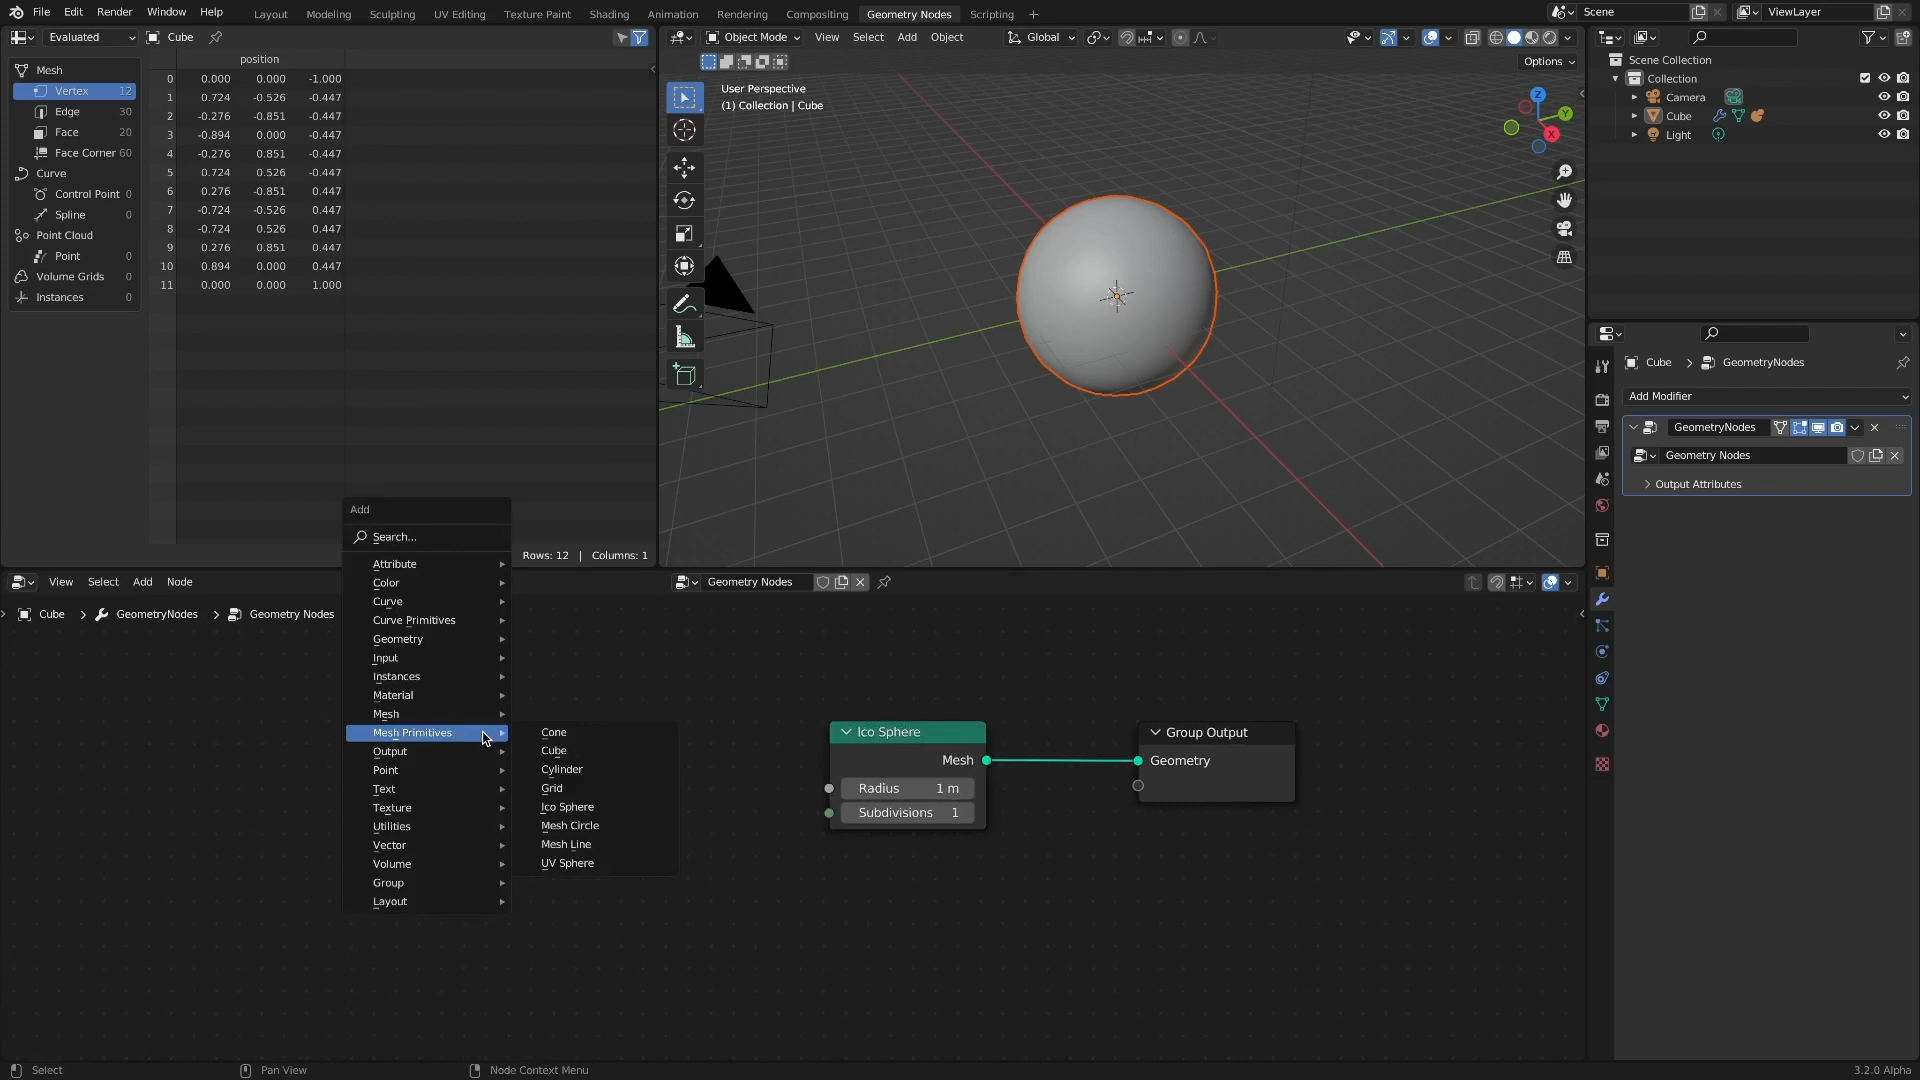 File Edit Render Window Help Layout Modeling Sculpting UV Editing Texture Paint Shading Animation Rendering Compositing Geometry Nodes Scripting + Scene ViewLayer
Evaluated Cube
position
Mesh
Vertex 12
Edge 30
Face 20
Face Corner 60
Curve
Control Point 0
Spline 0
Point Cloud
Point 0
Volume Grids 0
Instances 0
0 0.000 0.000 -1.000
1 0.724 -0.526 -0.447
2 -0.276 -0.851 -0.447
3 -0.894 0.000 -0.447
4 -0.276 0.851 -0.447
5 0.724 0.526 -0.447
6 0.276 -0.851 0.447
7 -0.724 -0.526 0.447
8 -0.724 0.526 0.447
9 0.276 0.851 0.447
10 0.894 0.000 0.447
11 0.000 0.000 1.000
Rows: 12 | Columns: 1
Object Mode View Select Add Object Global
Options
User Perspective
(1) Collection | Cube
Z
Y
X
Scene Collection
Collection
Camera
Cube
Light
Cube > GeometryNodes
Add Modifier
GeometryNodes
Geometry Nodes
Output Attributes
View Select Add Node
Geometry Nodes
Cube > GeometryNodes > Geometry Nodes
Add
Search...
Attribute
Color
Curve
Curve Primitives
Geometry
Input
Instances
Material
Mesh
Mesh Primitives
Output
Point
Text
Texture
Utilities
Vector
Volume
Group
Layout
Cone
Cube
Cylinder
Grid
Ico Sphere
Mesh Circle
Mesh Line
UV Sphere
Ico Sphere
Mesh
Radius 1 m
Subdivisions 1
Group Output
Geometry
Select Pan View Node Context Menu 3.2.0 Alpha